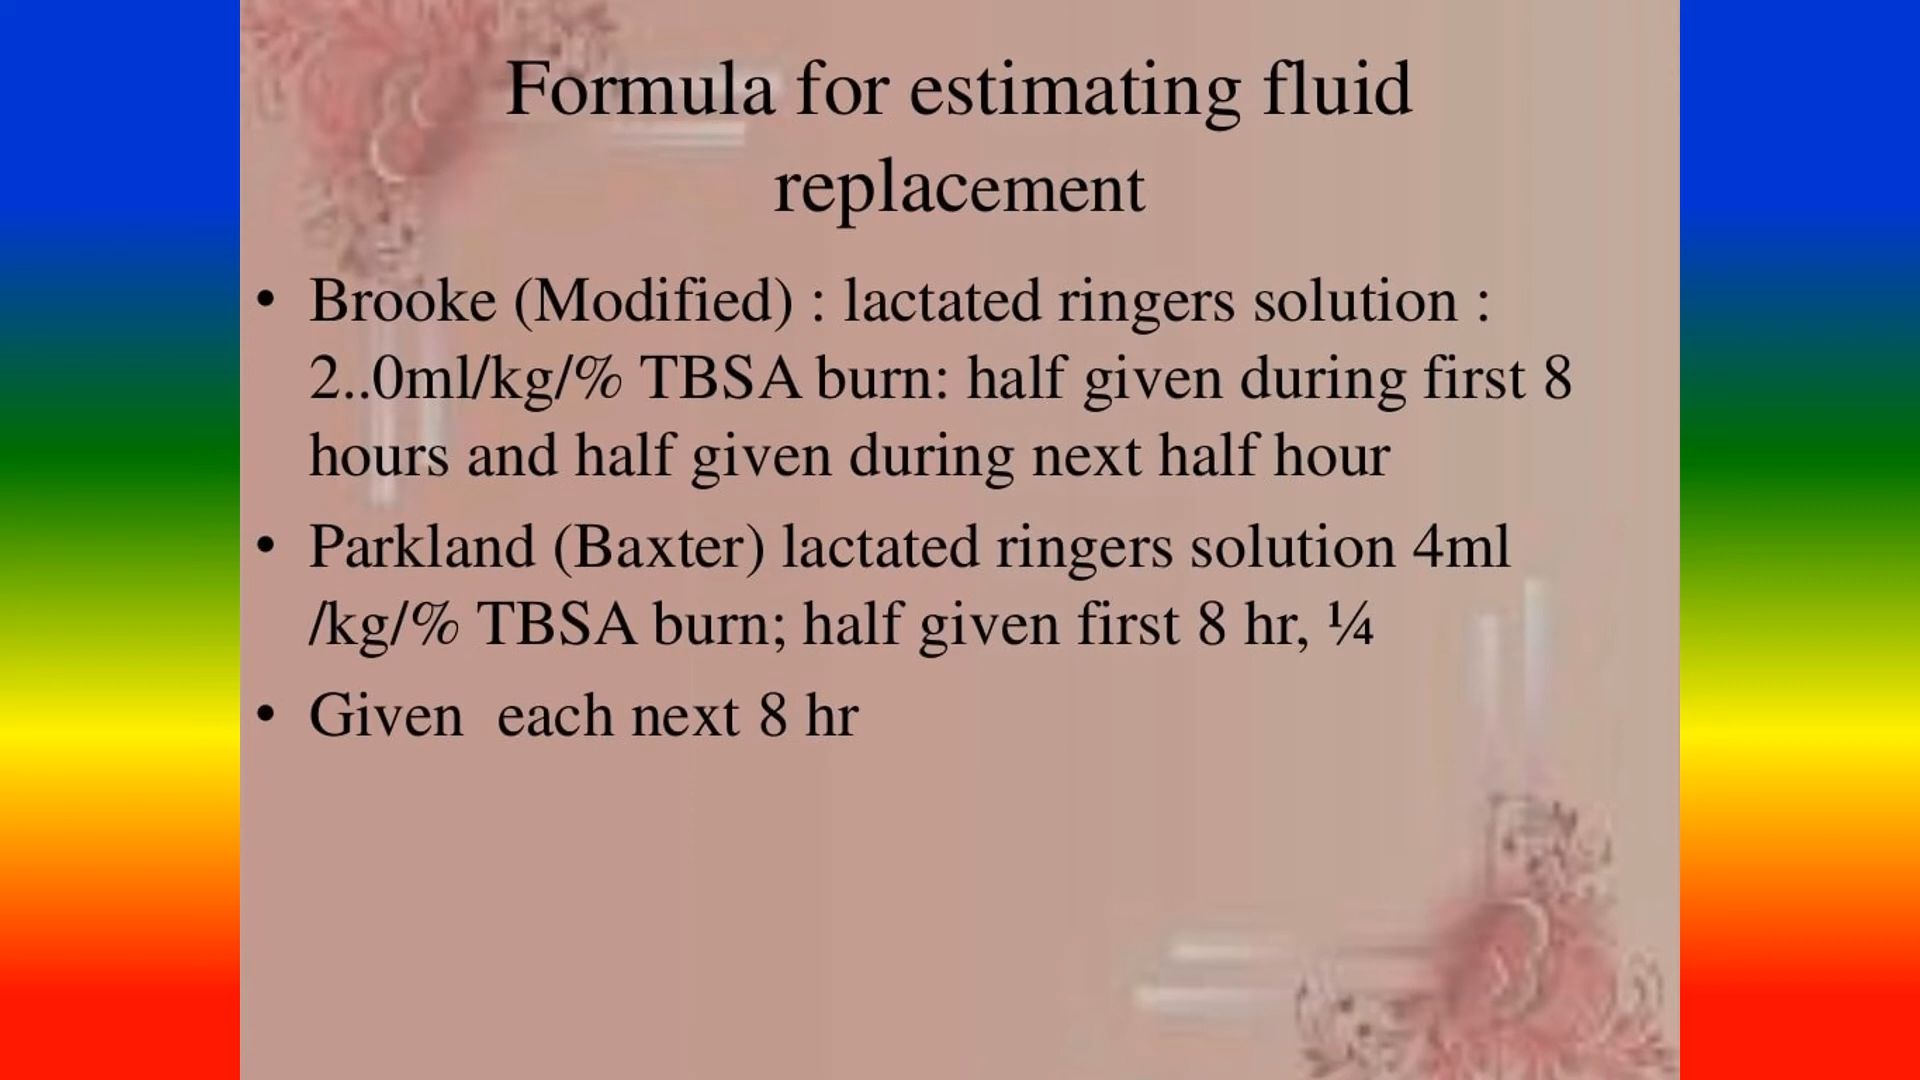 Formula for estimating fluid
replacement
• Brooke (Modified) : lactated ringers solution :
2..0ml/kg/% TBSA burn: half given during first 8
hours and half given during next half hour
• Parkland (Baxter) lactated ringers solution 4ml
/kg/% TBSA burn; half given first 8 hr, ¼
• Given each next 8 hr